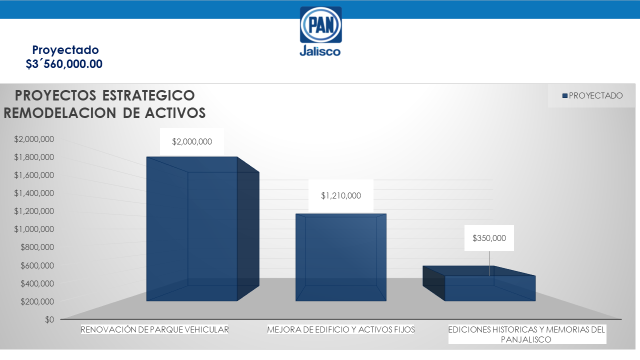 PAN
Jalisco
Proyectado
$3´560,000.00
PROYECTOS ESTRATEGICO
REMODELACION DE ACTIVOS
PROYECTADO
$2,000,000
$1,800,000
$1,600,000
$1,400,000
$1,200,000
$1,000,000
$800,000
$600,000
$400,000
$200,000
$0
$2,000,000
$1,210,000
$350,000
RENOVACIÓN DE PARQUE VEHICULAR
MEJORA DE EDIFICIO Y ACTIVOS FIJOS
EDICIONES HISTORICAS Y MEMORIAS DEL
PANJALISCO